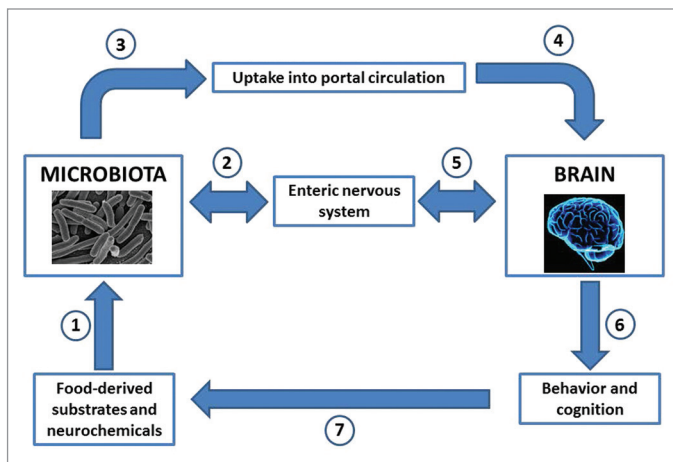 3
4
Uptake into portal circulation
MICROBIOTA
2
Enteric nervous
system
5
BRAIN
1
6
Food-derived
substrates and
neurochemicals
7
Behavior and
cognition